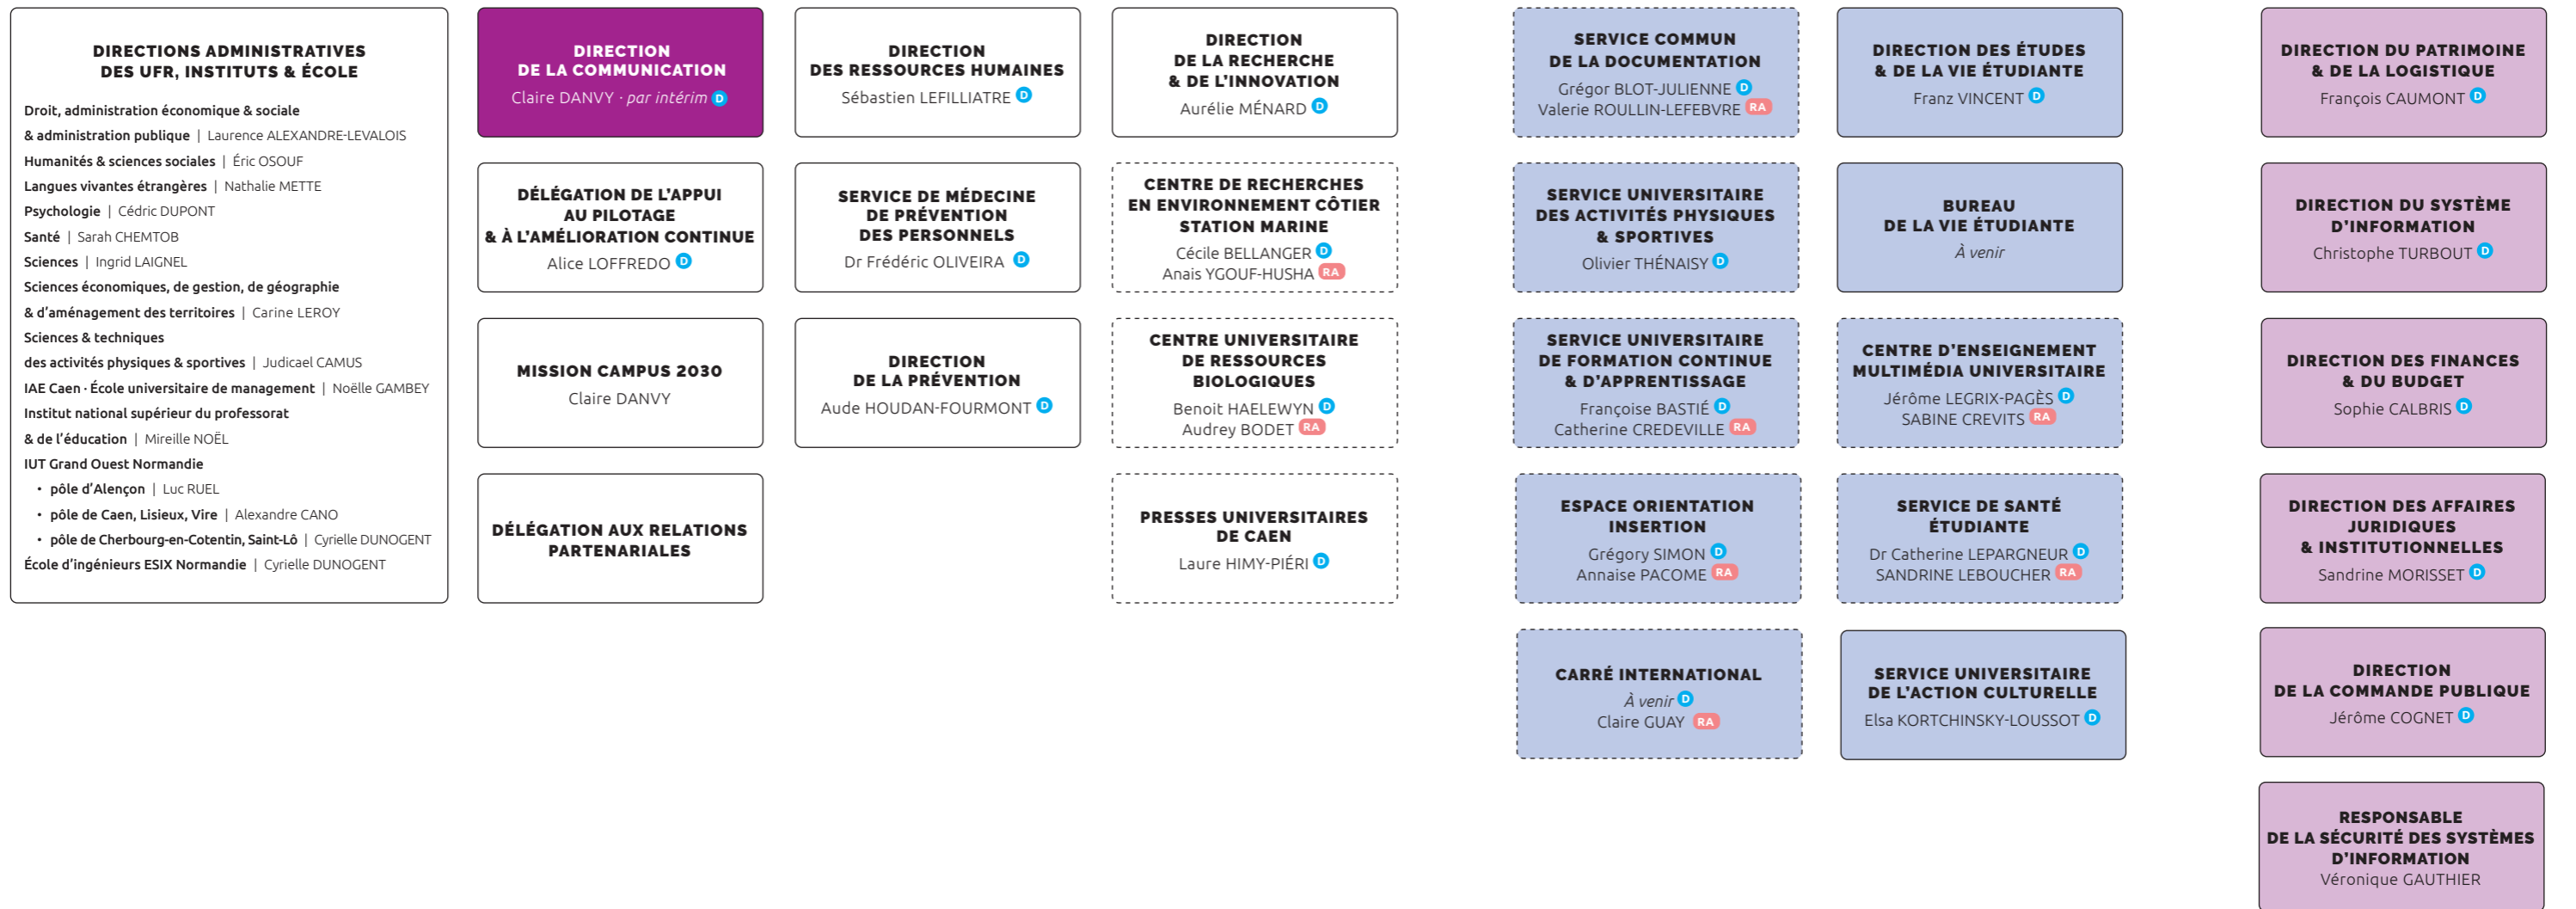 DIRECTIONS ADMINISTRATIVES
DES UFR, INSTITUTS & ÉCOLE
Droit, administration économique & sociale
& administration publique | Laurence ALEXANDRE-LEVALOIS
Humanités & sciences sociales | Éric OSOUF
Langues vivantes étrangères | Nathalie METTE
Psychologie | Cédric DUPONT
Santé | Sarah CHEMTOB
Sciences | Ingrid LAIGNEL
Sciences économiques, de gestion, de géographie
& d’aménagement des territoires | Carine LEROY
Sciences & techniques
des activités physiques & sportives | Judicael CAMUS
IAE Caen · École universitaire de management | Noëlle GAMBEY
Institut national supérieur du professorat
& de l’éducation | Mireille NOËL
IUT Grand Ouest Normandie
• pôle d’Alençon | Luc RUEL
• pôle de Caen, Lisieux, Vire | Alexandre CANO
• pôle de Cherbourg-en-Cotentin, Saint-Lô | Cyrielle DUNOGENT
École d’ingénieurs ESIX Normandie | Cyrielle DUNOGENT
DIRECTION
DE LA COMMUNICATION
Claire DANVY · par intérim D
DÉLÉGATION DE L’APPUI
AU PILOTAGE
& À L’AMÉLIORATION CONTINUE
Alice LOFFREDO D
MISSION CAMPUS 2030
Claire DANVY
DÉLÉGATION AUX RELATIONS
PARTENARIALES
DIRECTION
DES RESSOURCES HUMAINES
Sébastien LEFILLIATRE D
SERVICE DE MÉDECINE
DE PRÉVENTION
DES PERSONNELS
Dr Frédéric OLIVEIRA D
DIRECTION
DE LA PRÉVENTION
Aude HOUDAN-FOURMONT D
DIRECTION
DE LA RECHERCHE
& DE L’INNOVATION
Aurélie MÉNARD D
CENTRE DE RECHERCHES
EN ENVIRONNEMENT CÔTIER
STATION MARINE
Cécile BELLANGER D
Anais YGOUF-HUSHA RA
CENTRE UNIVERSITAIRE
DE RESSOURCES
BIOLOGIQUES
Benoit HAELEWYN D
Audrey BODET RA
PRESSES UNIVERSITAIRES
DE CAEN
Laure HIMY-PIÉRI D
SERVICE COMMUN
DE LA DOCUMENTATION
Grégor BLOT-JULIENNE D
Valerie ROULLIN-LEFEBVRE RA
SERVICE UNIVERSITAIRE
DES ACTIVITÉS PHYSIQUES
& SPORTIVES
Olivier THÉNAISY D
SERVICE UNIVERSITAIRE
DE FORMATION CONTINUE
& D’APPRENTISSAGE
Françoise BASTIÉ D
Catherine CREDEVILLE RA
ESPACE ORIENTATION
INSERTION
Grégory SIMON D
Annaise PACOME RA
CARRÉ INTERNATIONAL
À venir D
Claire GUAY RA
DIRECTION DES ÉTUDES
& DE LA VIE ÉTUDIANTE
Franz VINCENT D
BUREAU
DE LA VIE ÉTUDIANTE
À venir
CENTRE D’ENSEIGNEMENT
MULTIMÉDIA UNIVERSITAIRE
Jérôme LEGRIX-PAGÈS D
SABINE CREVITS RA
SERVICE DE SANTÉ
ÉTUDIANTE
Dr Catherine LEPARGNEUR D
SANDRINE LEBOUCHER RA
SERVICE UNIVERSITAIRE
DE L’ACTION CULTURELLE
Elsa KORTCHINSKY-LOUSSOT D
DIRECTION DU PATRIMOINE
& DE LA LOGISTIQUE
François CAUMONT D
DIRECTION DU SYSTÈME
D’INFORMATION
Christophe TURBOUT D
DIRECTION DES FINANCES
& DU BUDGET
Sophie CALBRIS D
DIRECTION DES AFFAIRES
JURIDIQUES
& INSTITUTIONNELLES
Sandrine MORISSET D
DIRECTION
DE LA COMMANDE PUBLIQUE
Jérôme COGNET D
RESPONSABLE
DE LA SÉCURITÉ DES SYSTÈMES
D’INFORMATION
Véronique GAUTHIER